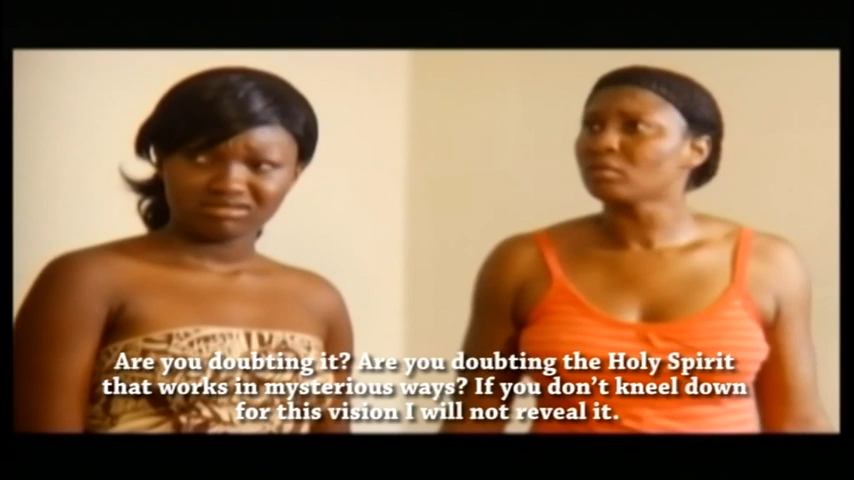 Are you doubting it? Are you doubting the Holy Spirit
that works in mysterious ways? If you don't kneel down
for this vision I will not reveal it.